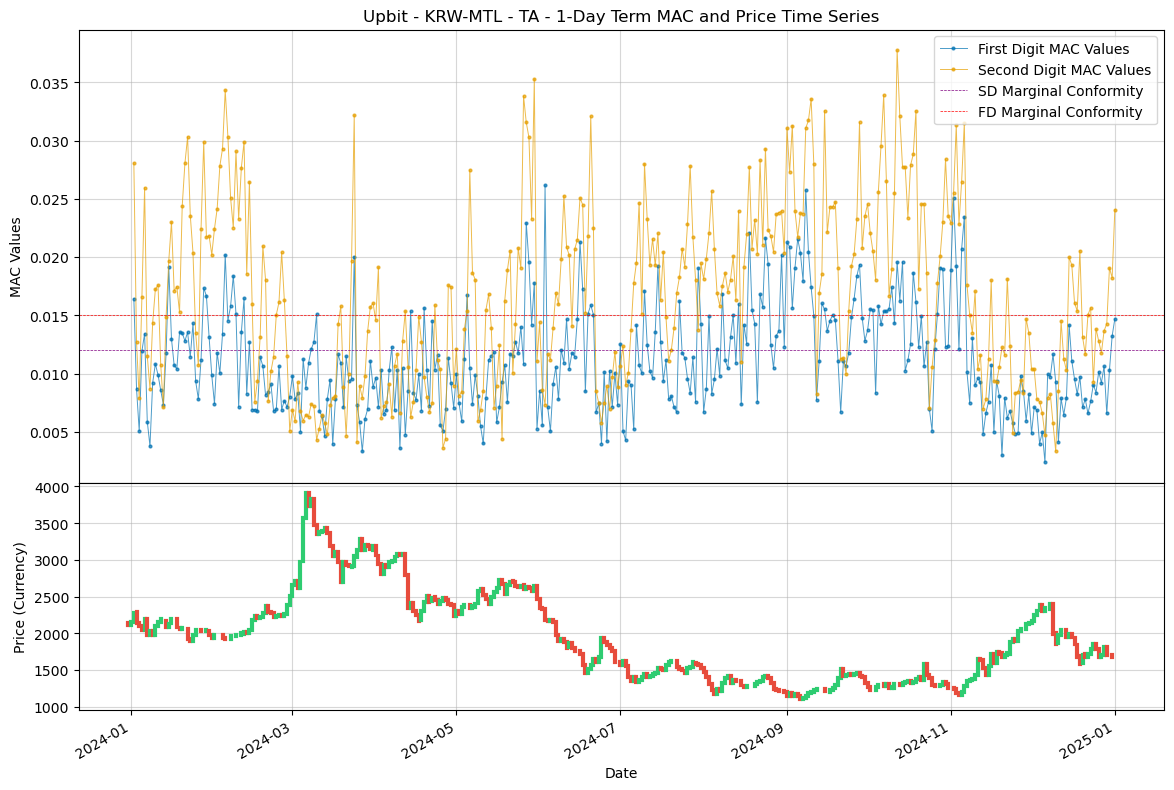 Upbit - KRW-MTL - TA - 1-Day Term MAC and Price Time Series
First Digit MAC Values
Second Digit MAC Values
SD Marginal Conformity
FD Marginal Conformity
MAC Values
0.035
0.030
0.025
0.020
0.015
0.010
0.005
Price (Currency)
4000
3500
3000
2500
2000
1500
1000
2024-01
2024-03
2024-05
2024-07
2024-09
2024-11
2025-01
Date